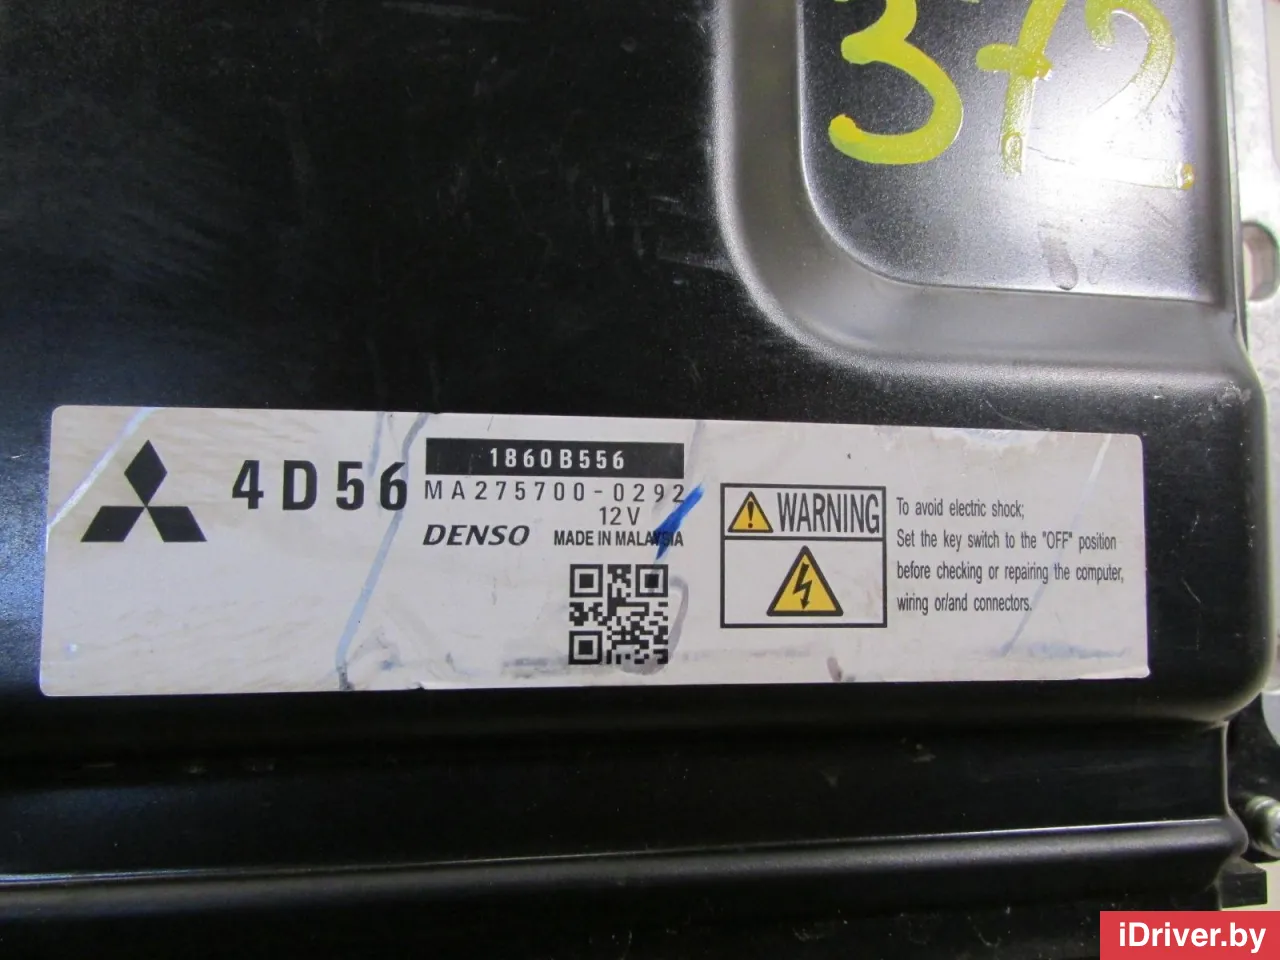 372
4D56
1860B556
MA275700-0292
12V
DENSO MADE IN MALAYSIA
WARNING
To avoid electric shock;
Set the key switch to the "OFF" position
before checking or repairing the computer,
wiring or/and connectors.
iDriver.by